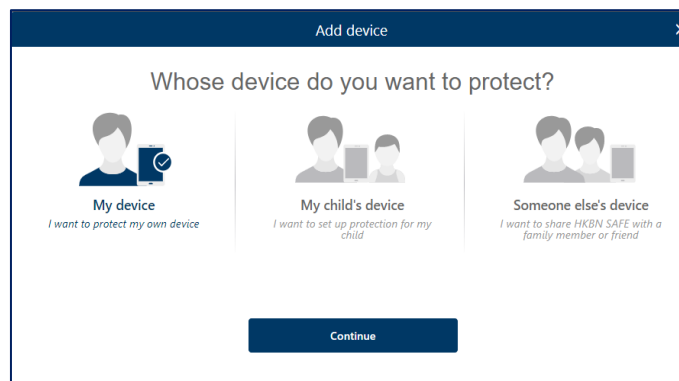 Add device
Whose device do you want to protect?
My device
I want to protect my own device
My child's device
I want to set up protection for my
child
Someone else's device
I want to share HKBN SAFE with a
family member or friend
Continue